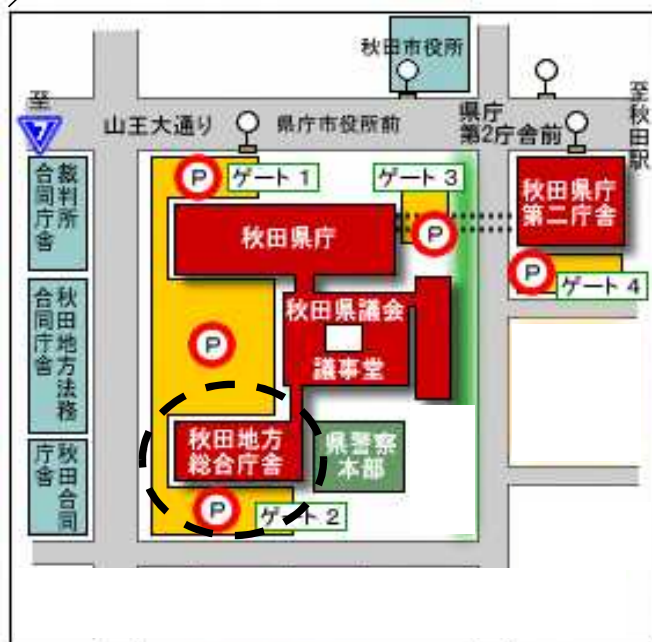 秋田市役所
至
7
山王大通り
県庁市役所前
県庁
第2庁舎前
至秋田駅
裁判所
合同庁舎
P
ゲート 1
ゲート 3
秋田県庁
P
秋田県庁
第二庁舎
P
ゲート 4
秋田地方法務
合同庁舎
P
秋田県議会
議事堂
秋田地方
総合庁舎
県警察
本部
秋田合同
庁舎
P
ゲート 2